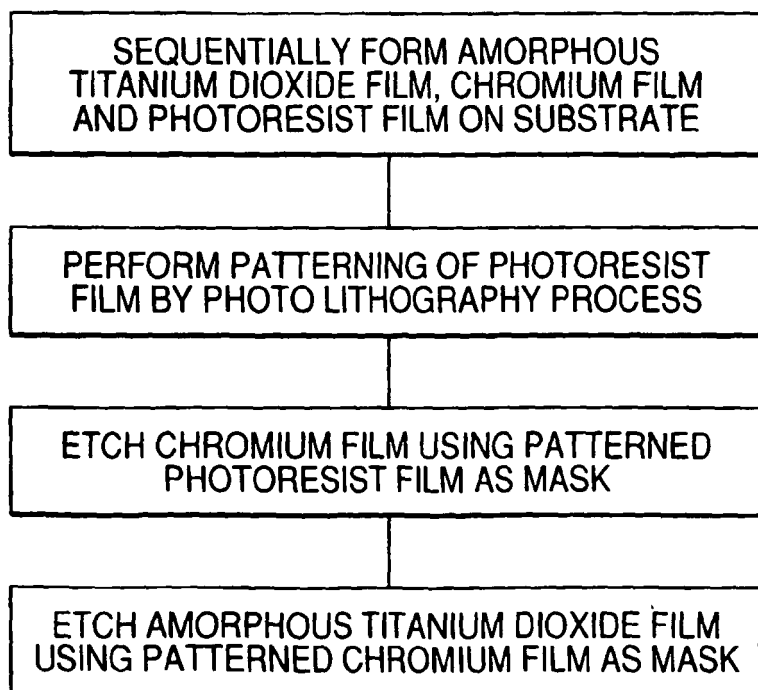 SEQUENTIALLY FORM AMORPHOUS
TITANIUM DIOXIDE FILM, CHROMIUM FILM
AND PHOTORESIST FILM ON SUBSTRATE
PERFORM PATTERNING OF PHOTORESIST
FILM BY PHOTO LITHOGRAPHY PROCESS
ETCH CHROMIUM FILM USING PATTERNED
PHOTORESIST FILM AS MASK
ETCH AMORPHOUS TITANIUM DIOXIDE FILM
USING PATTERNED CHROMIUM FILM AS MASK